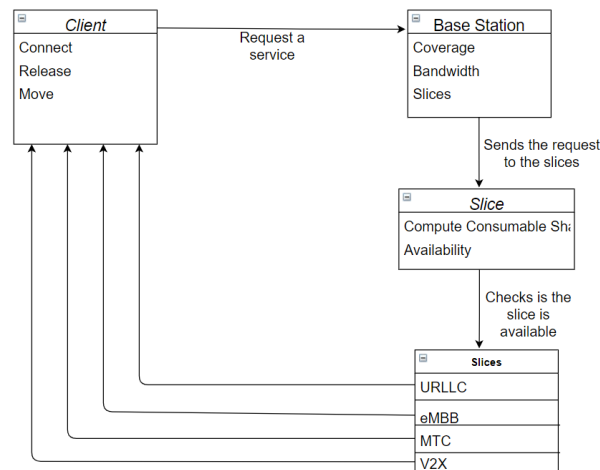 Client
Connect
Release
Move
Request a
service
Base Station
Coverage
Bandwidth
Slices
Sends the request
to the slices
Slice
Compute Consumable Sha
Availability
Checks is the
slice is
available
Slices
URLLC
eMBB
MTC
V2X